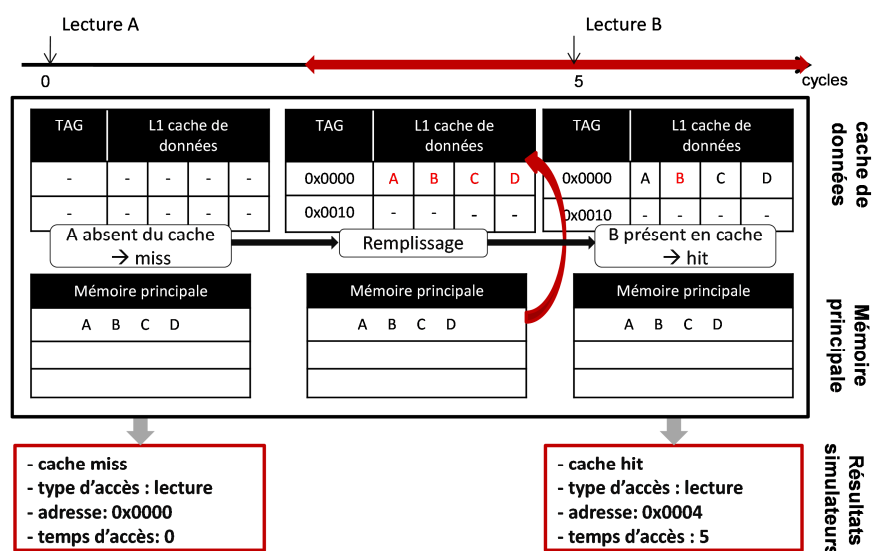 Lecture A
Lecture B
0
5
cycles
TAG
L1 cache de
données
TAG
L1 cache de
données
TAG
L1 cache de
données
-
-
-
-
-
0x0000
A
B
C
D
0x0000
A
B
C
D
-
-
-
-
-
0x0010
-
-
-
-
0x0010
-
-
-
-
A absent du cache
→ miss
Remplissage
B présent en cache
→ hit
Mémoire principale
A B C D
Mémoire principale
A B C D
Mémoire principale
A B C D
cache de
données
Mémoire
principale
- cache miss
- type d’accès : lecture
- adresse: 0x0000
- temps d’accès: 0
- cache hit
- type d’accès : lecture
- adresse: 0x0004
- temps d’accès : 5
Résultats
simulateurs